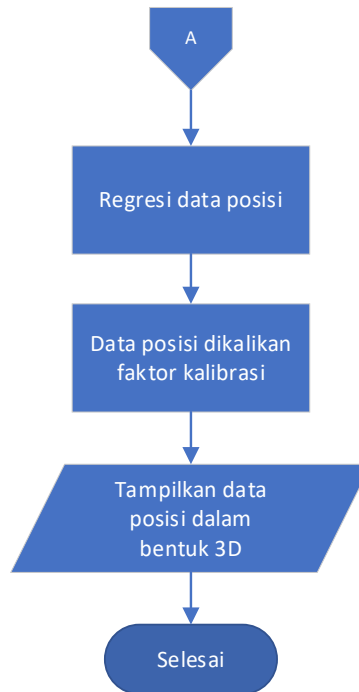 A
Regresi data posisi
Data posisi dikalikan
faktor kalibrasi
Tampilkan data
posisi dalam
bentuk 3D
Selesai